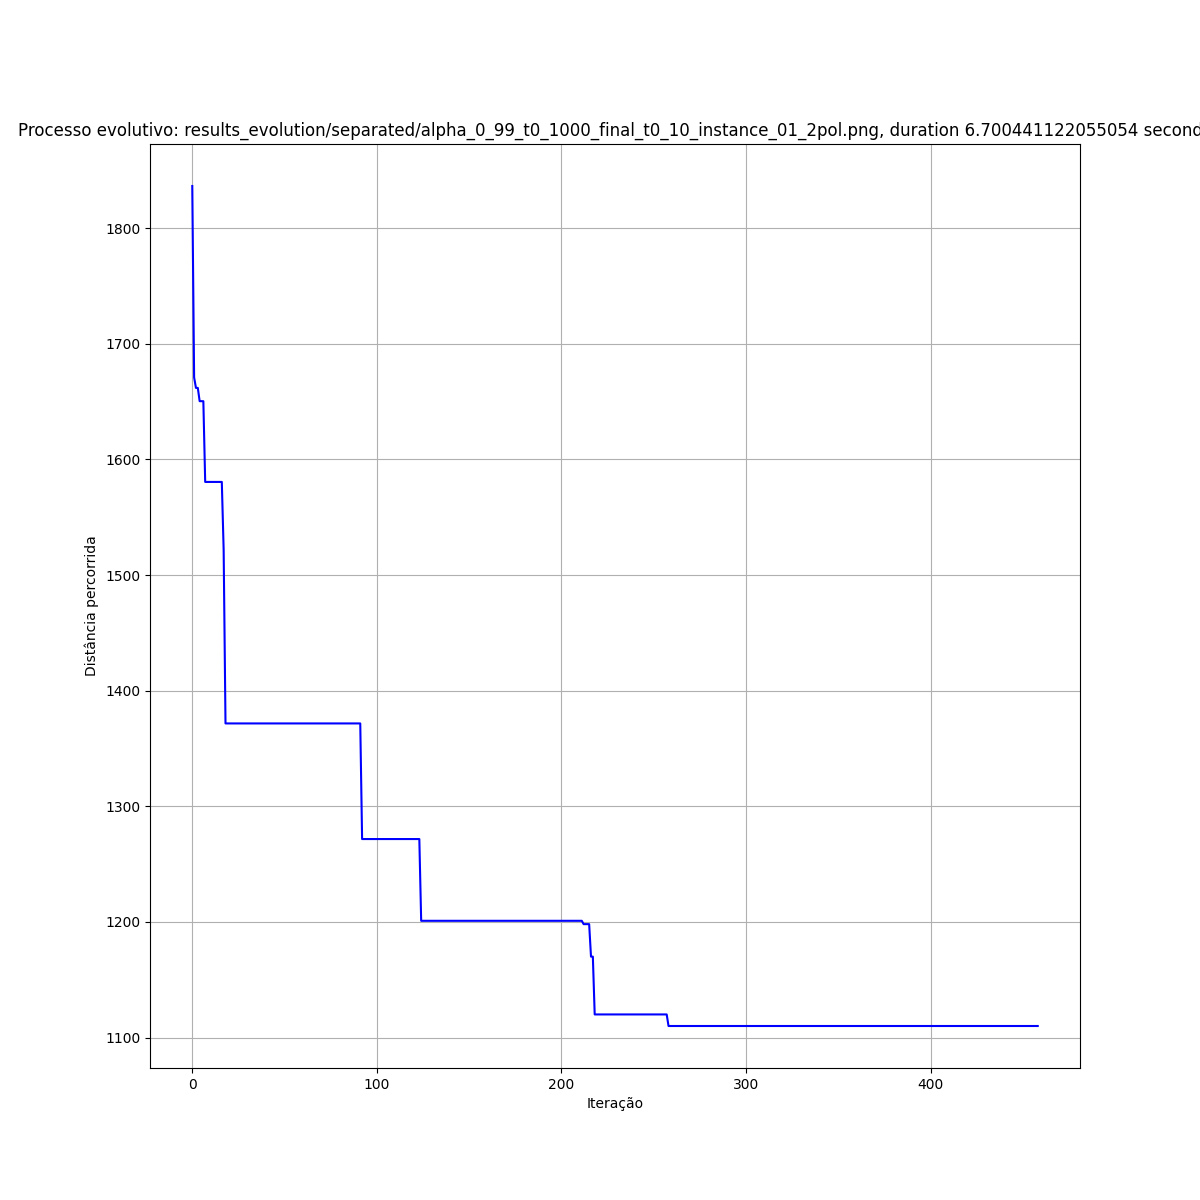 Processo evolutivo: results_evolution/separated/alpha_0_99_t0_1000_final_t0_10_instance_01_2pol.png, duration 6.700441122055054 second
1800
1700
1600
1500
1400
1300
1200
1100
Distância percorrida
0 100 200 300 400
Iteração